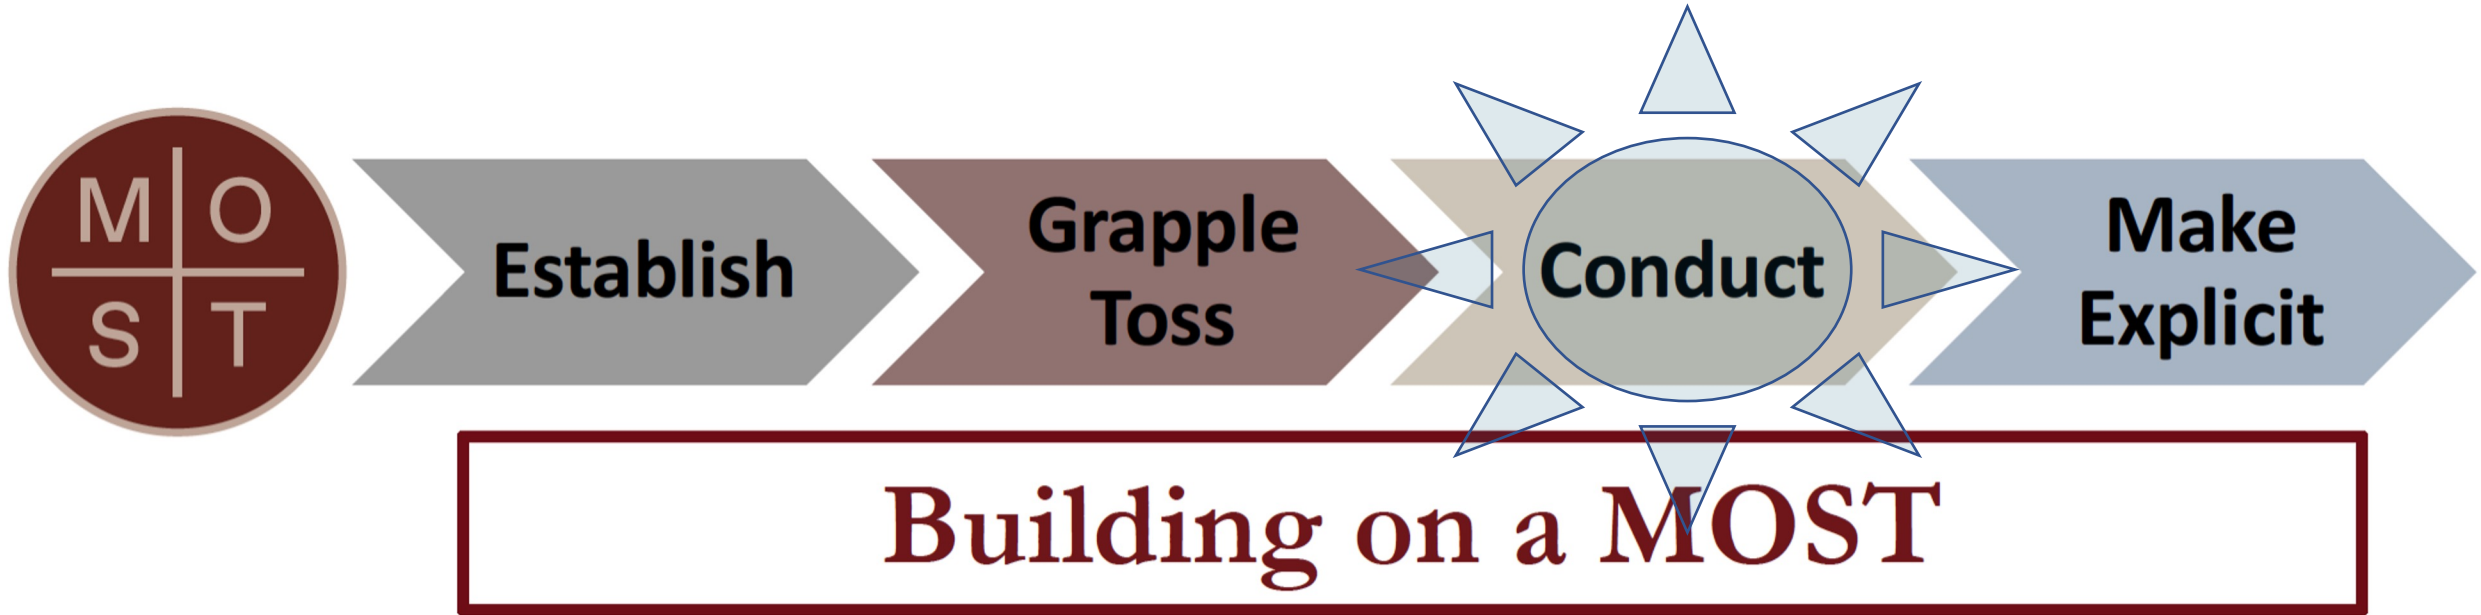 M O
S T
Establish
Grapple
Toss
Conduct
Make
Explicit
Building on a MOST